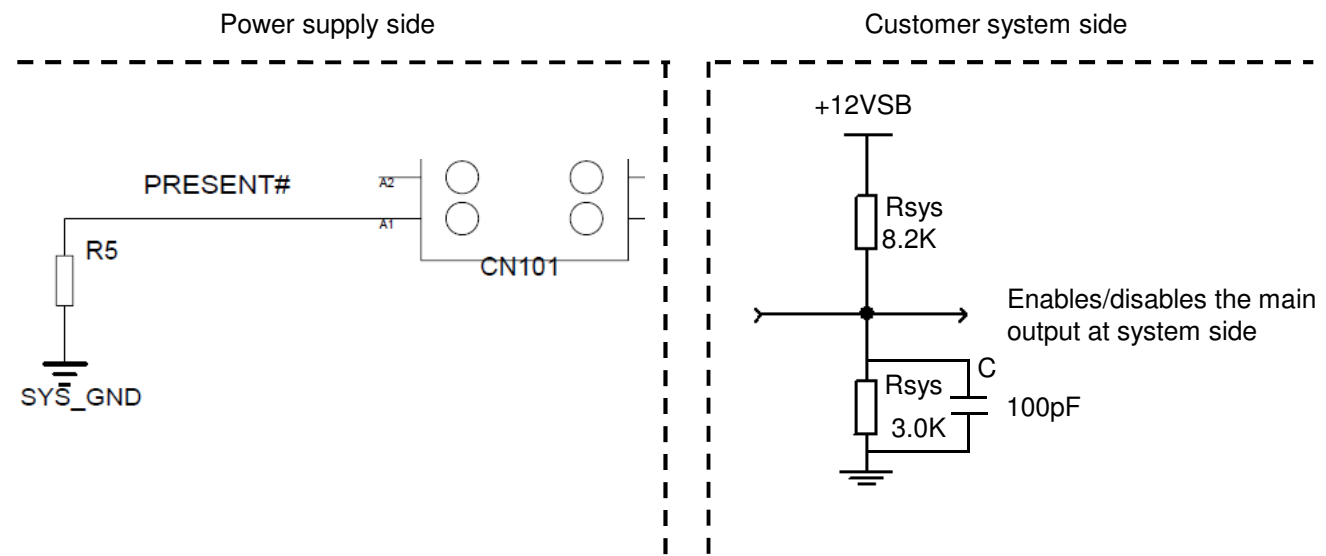 Power supply side
Customer system side
+12VSB
PRESENT#
A2
A1
CN101
R5
SYS_GND
Rsys
8.2K
Enables/disables the main
output at system side
C
Rsys
3.0K
100pF